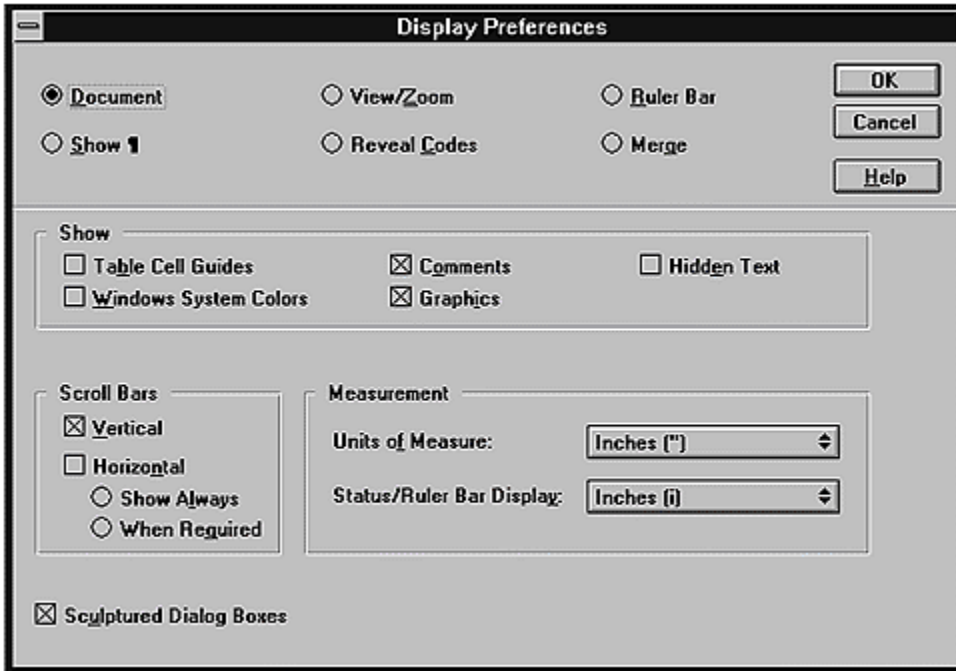 Display Preferences
Document
View/Zoom
Ruler Bar
OK
Show ¶
Reveal Codes
Merge
Cancel
Help
Show
Table Cell Guides
Comments
Hidden Text
Windows System Colors
Graphics
Scroll Bars
Vertical
Horizontal
Show Always
When Required
Measurement
Units of Measure:
Inches (")
Status/Ruler Bar Display:
Inches (i)
Sculptured Dialog Boxes